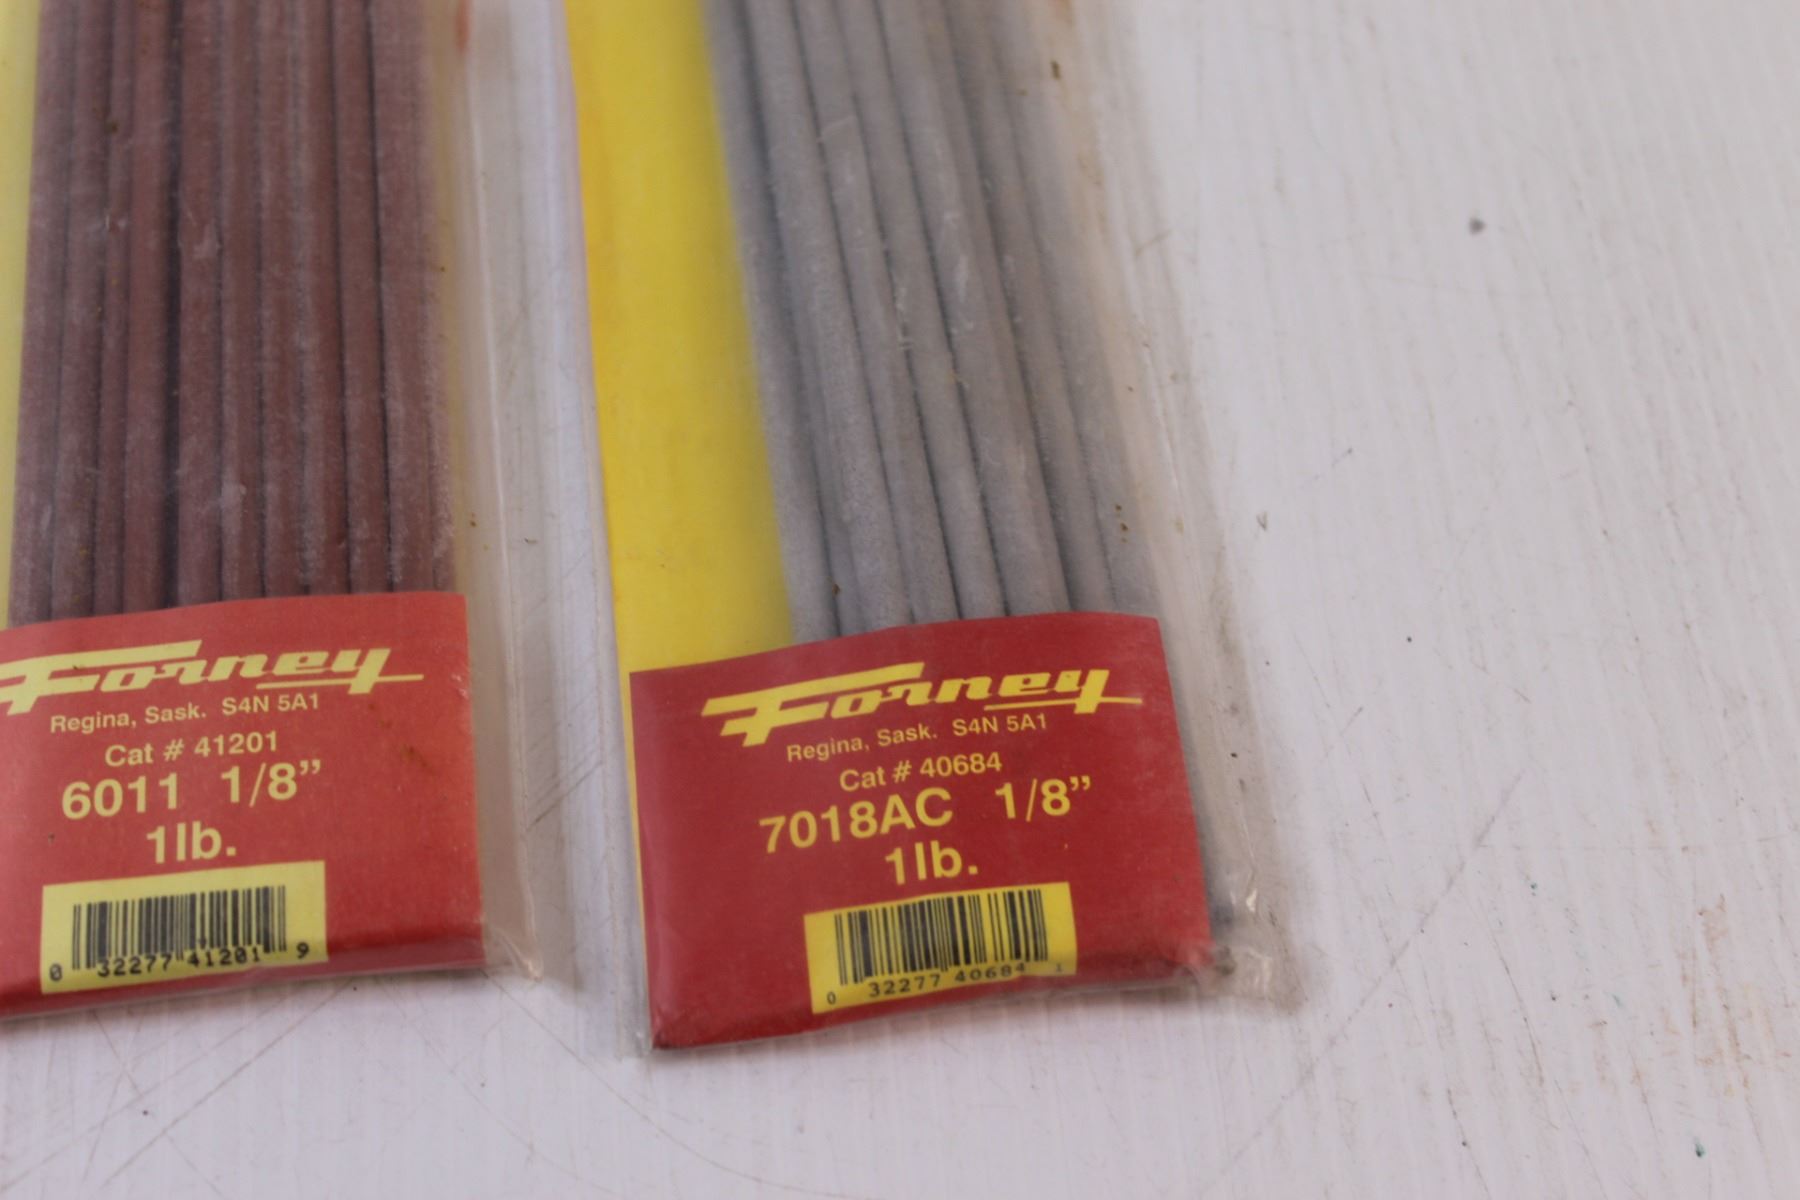 Forney
Regina, Sask. S4N 5A1
Cat # 41201
6011 1/8”
1lb.
0 32277 41201 9
Forney
Regina, Sask. S4N 5A1
Cat # 40684
7018AC 1/8”
1lb.
0 32277 40684 1